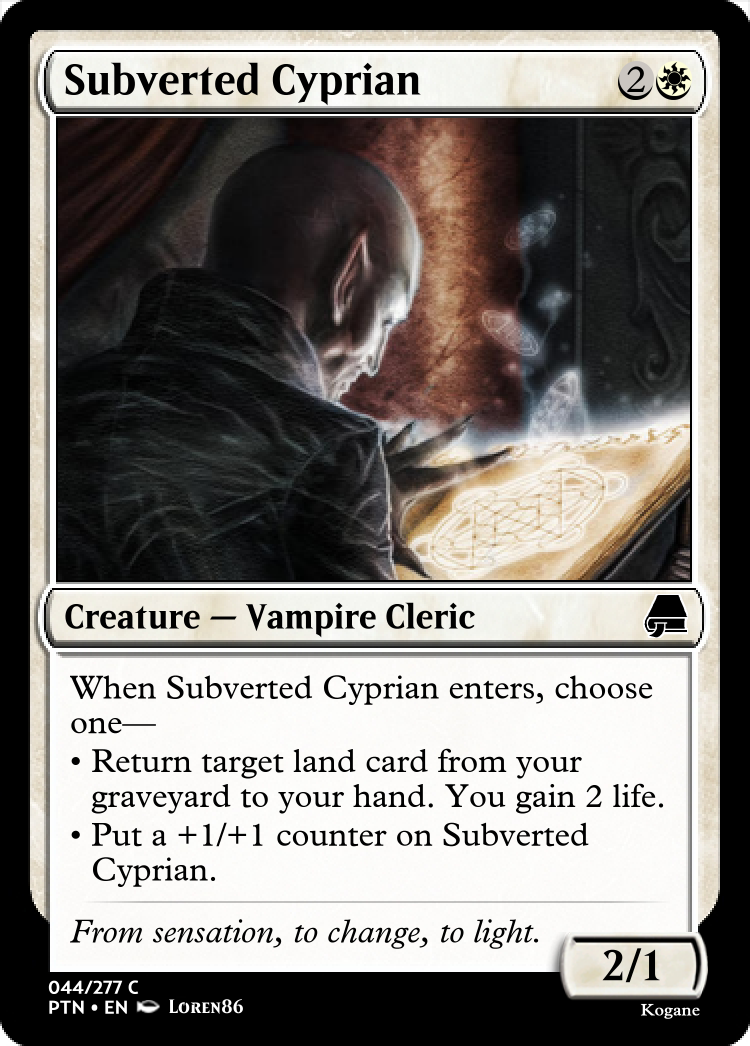 Subverted Cyprian 2
Creature — Vampire Cleric
When Subverted Cyprian enters, choose
one—
• Return target land card from your
graveyard to your hand. You gain 2 life.
• Put a +1/+1 counter on Subverted
Cyprian.
From sensation, to change, to light.
2/1
044/277 C
PTN • EN Loren86
Kogane